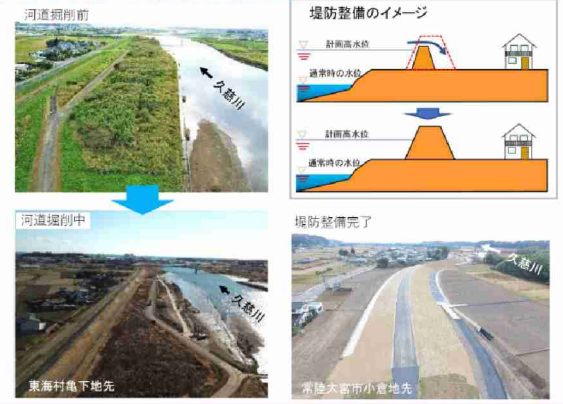 河道掘削前
久慈川
堤防整備のイメージ
計画高水位
通常時の水位
計画高水位
通常時の水位
河道掘削中
久慈川
東海村亀下地先
堤防整備完了
久慈川
常陸大宮市小倉地先